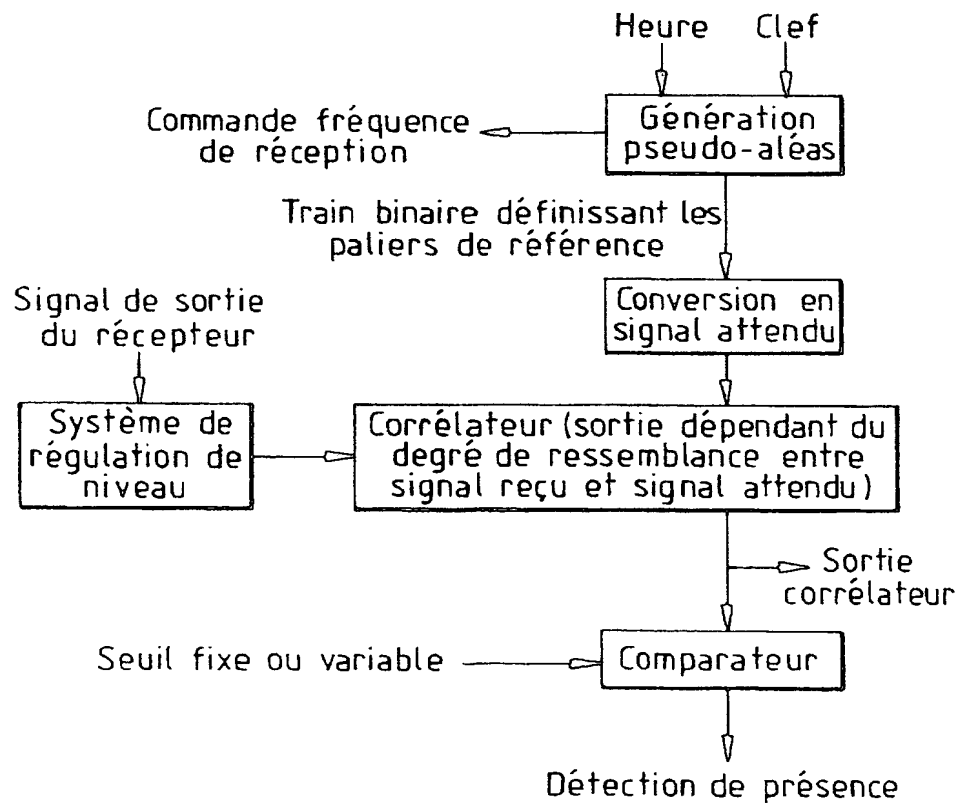 Heure Clef
Génération
pseudo-aléas
Commande fréquence
de réception
Train binaire définissant les
paliers de référence
Conversion en
signal attendu
Signal de sortie
du récepteur
Système de
régulation de
niveau
Corrélateur (sortie dépendant du
degré de ressemblance entre
signal reçu et signal attendu)
Sortie
corrélateur
Seuil fixe ou variable
Comparateur
Détection de présence